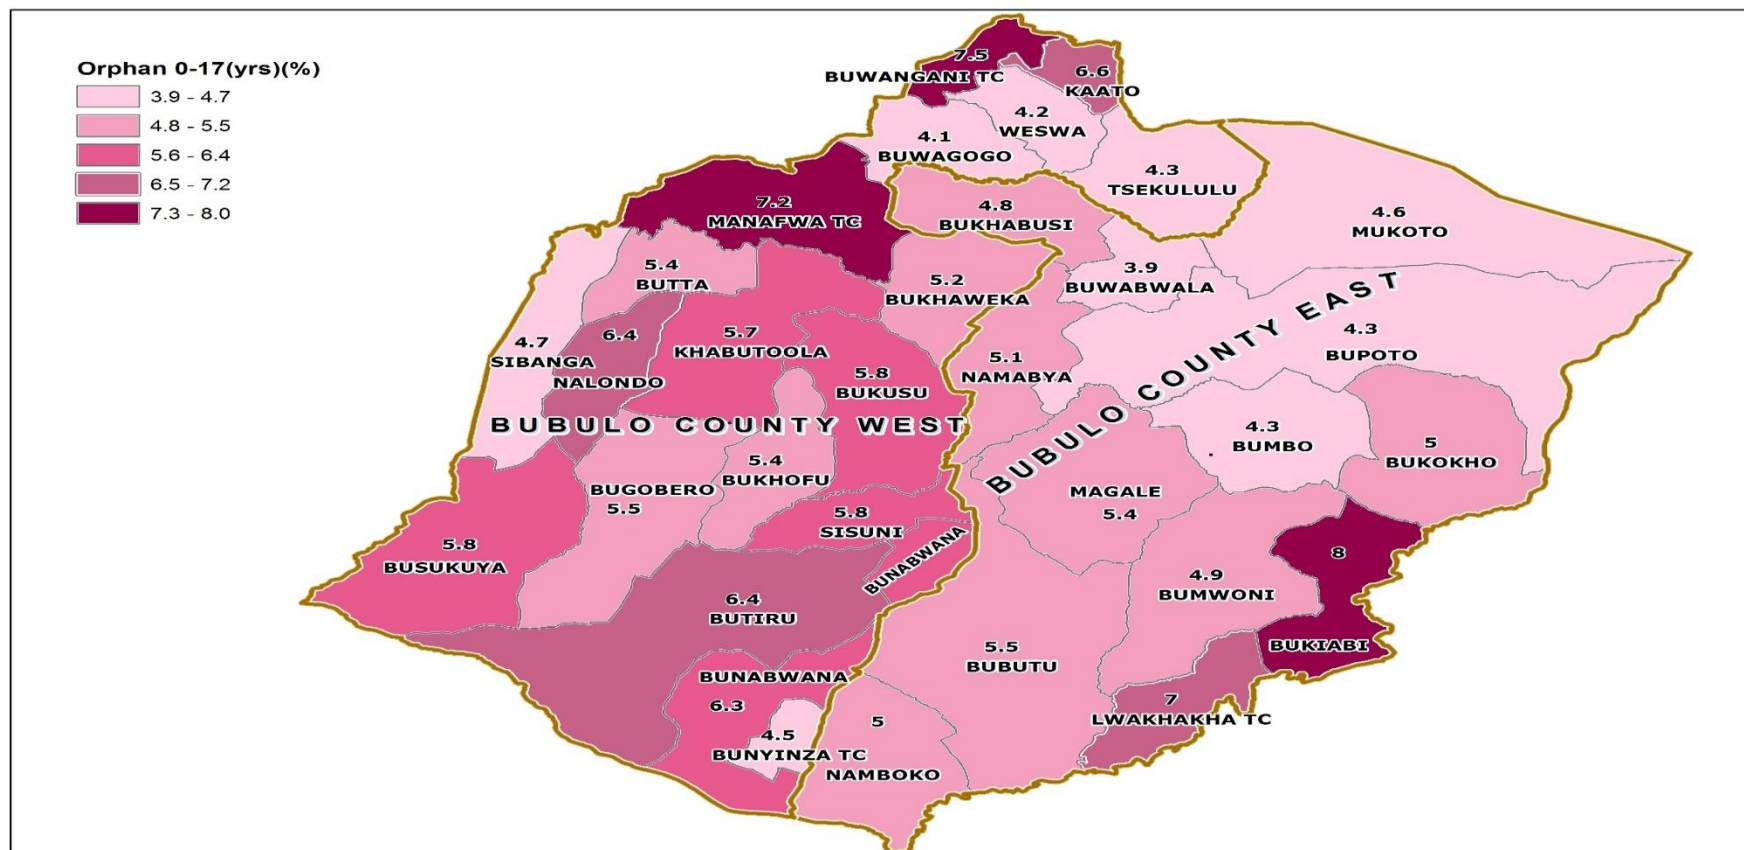 Orphan 0-17(yrs)(%)
3.9 - 4.7
4.8 - 5.5
5.6 - 6.4
6.5 - 7.2
7.3 - 8.0
7.5
BUWANGANI TC
6.6
KAATO
4.2
WESWA
4.1
BUWAGOGO
4.3
TSEKULULU
7.2
MANAFWA TC
4.8
BUKHABUSI
4.6
MUKOTO
5.4
BUTTA
5.2
BUKHAWEKA
3.9
BUWABWALA
4.7
SIBANGA
6.4
NALONDO
5.7
KHABUTOOLA
5.8
BUKUSU
5.1
NAMABYA
4.3
BUPOTO
BUBULO COUNTY EAST
BUBULO COUNTY WEST
4.3
BUMBO
5
BUKOKHO
5.4
BUKHOFU
BUGOBERO
5.5
MAGALE
5.4
5.8
SISUNI
5.8
BUSUKUYA
BUNABWANA
8
BUKIABI
4.9
BUMWONI
6.4
BUTIRU
5.5
BUBUTU
BUNABWANA
6.3
4.5
BUNYINZA TC
5
NAMBOKO
7
LWAKHAKHA TC